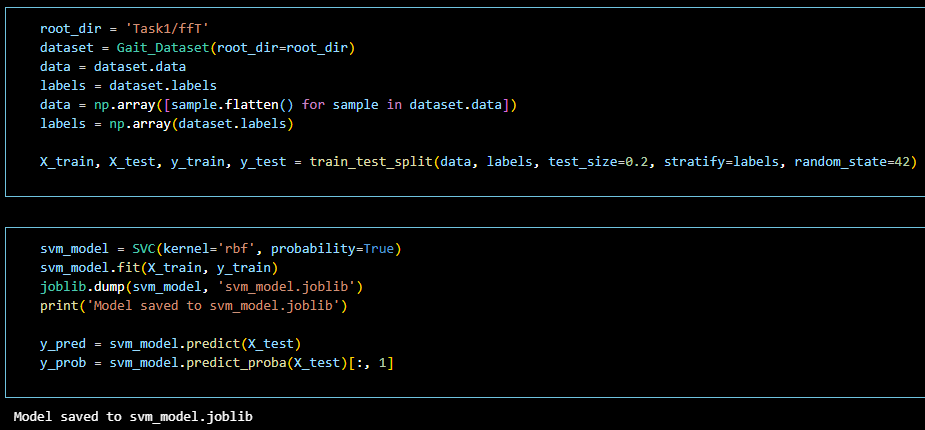 root_dir = 'Task1/ffT'
dataset = Gait_Dataset(root_dir=root_dir)
data = dataset.data
labels = dataset.labels
data = np.array([sample.flatten() for sample in dataset.data])
labels = np.array(dataset.labels)
X_train, X_test, y_train, y_test = train_test_split(data, labels, test_size=0.2, stratify=labels, random_state=42)
svm_model = SVC(kernel='rbf', probability=True)
svm_model.fit(X_train, y_train)
joblib.dump(svm_model, 'svm_model.joblib')
print('Model saved to svm_model.joblib')
y_pred = svm_model.predict(X_test)
y_prob = svm_model.predict_proba(X_test)[:, 1]
Model saved to svm_model.joblib